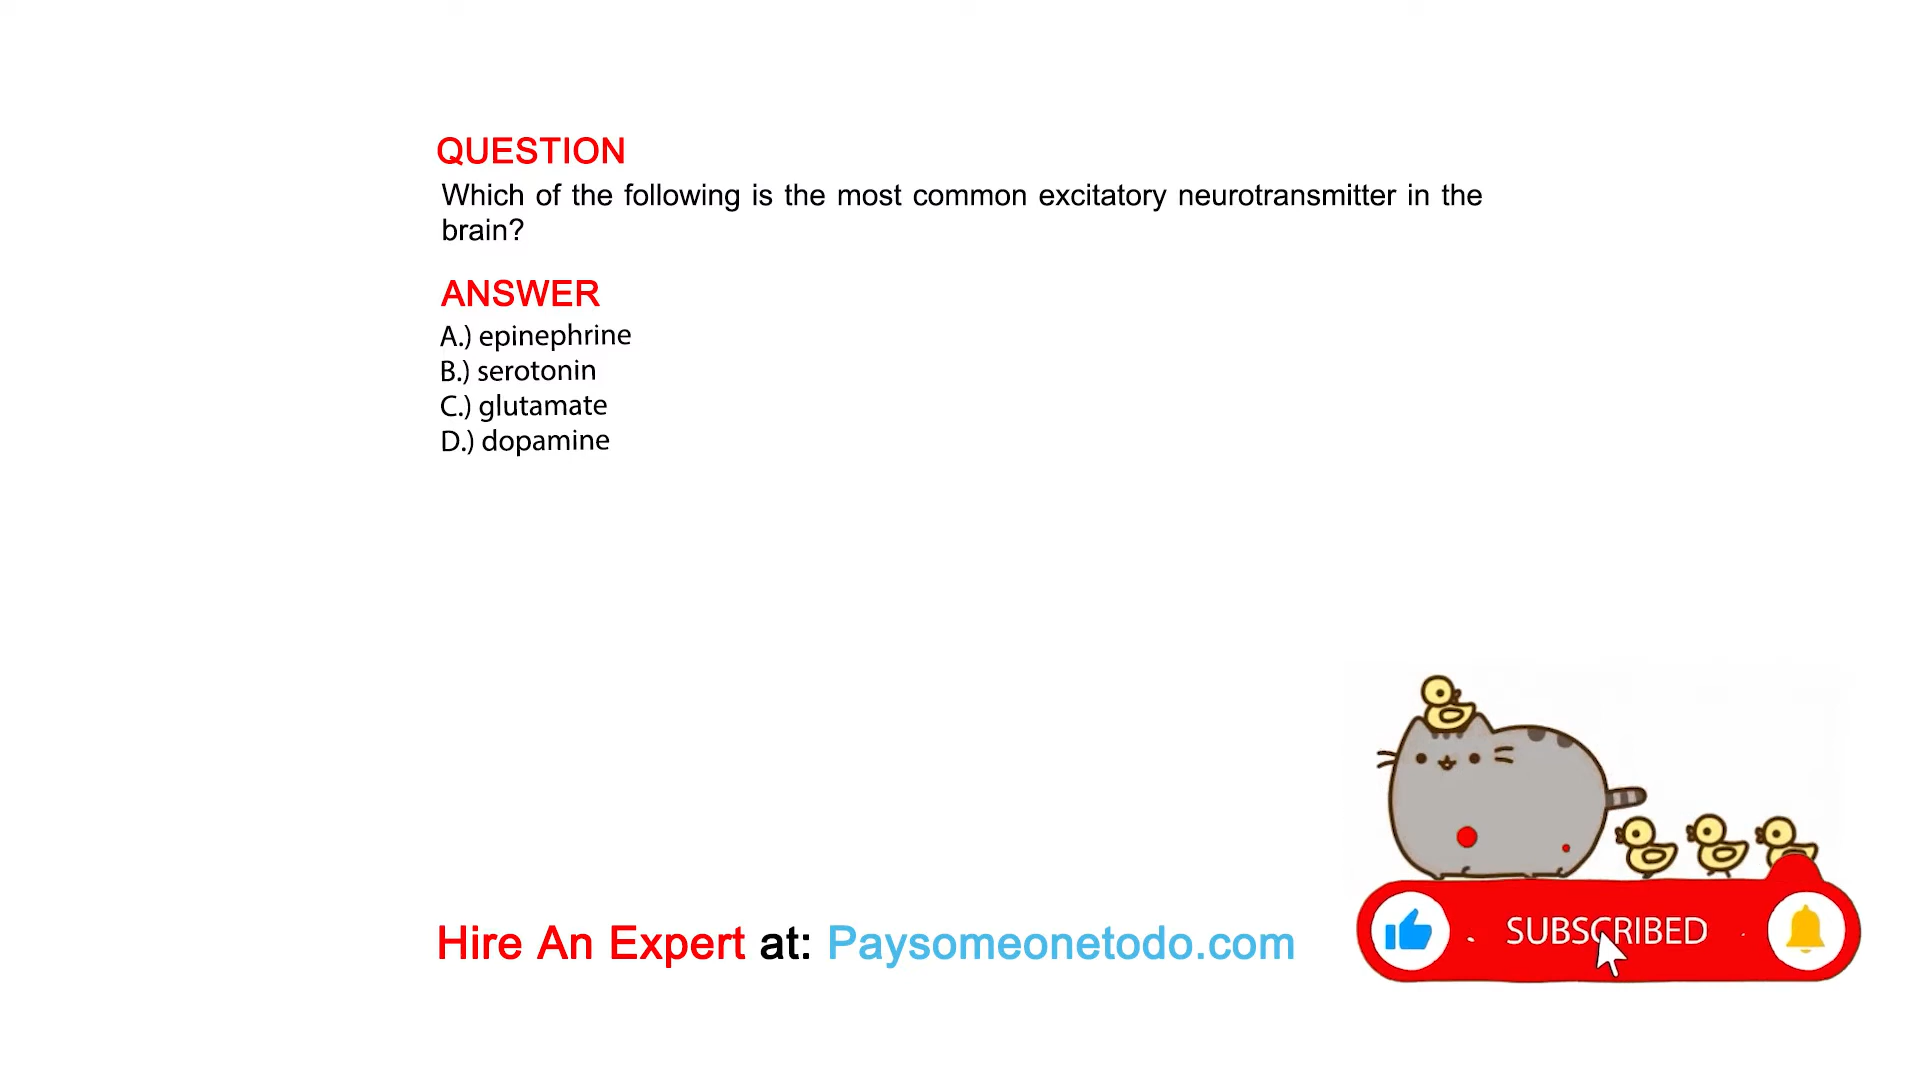 QUESTION
Which of the following is the most common excitatory neurotransmitter in the
brain?
ANSWER
A.) epinephrine
B.) serotonin
C.) glutamate
D.) dopamine
Hire An Expert at: Paysomeonetodo.com
SUBSCRIBED